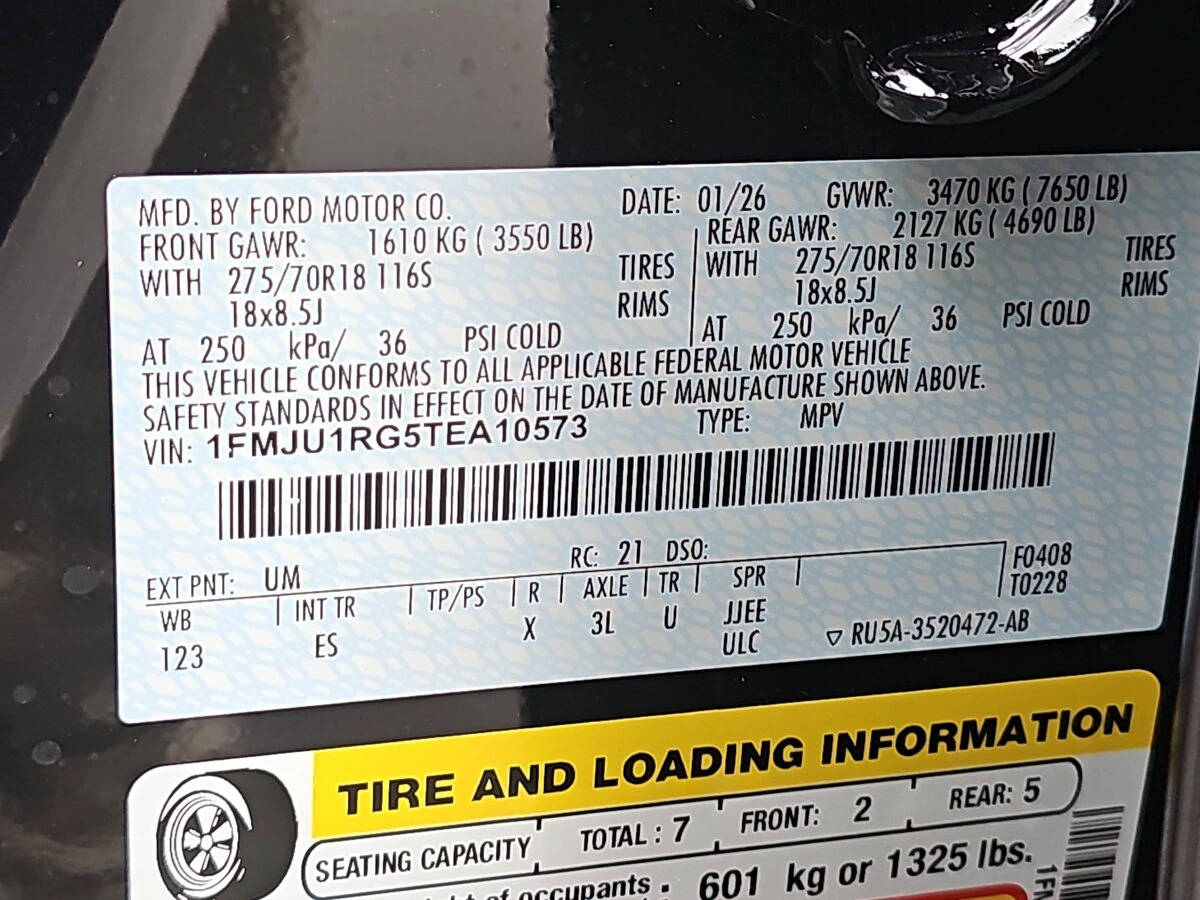 MFD. BY FORD MOTOR CO. DATE: 01/26 GVWR: 3470 KG ( 7650 LB)
FRONT GAWR: 1610 KG ( 3550 LB) REAR GAWR: 2127 KG ( 4690 LB)
WITH 275/70R18 116S TIRES WITH 275/70R18 116S TIRES
18x8.5J RIMS 18x8.5J RIMS
AT 250 kPa/ 36 PSI COLD AT 250 kPa/ 36 PSI COLD
THIS VEHICLE CONFORMS TO ALL APPLICABLE FEDERAL MOTOR VEHICLE
SAFETY STANDARDS IN EFFECT ON THE DATE OF MANUFACTURE SHOWN ABOVE.
VIN: 1FMJU1RG5TEA10573 TYPE: MPV
EXT PNT: UM RC: 21 DSO: F0408
WB INT TR TP/PS R AXLE TR SPR T0228
123 ES X 3L U JJEE
ULC ▽ RU5A-3520472-AB
TIRE AND LOADING INFORMATION
SEATING CAPACITY TOTAL : 7 FRONT: 2 REAR: 5
of occupants 601 kg or 1325 lbs.